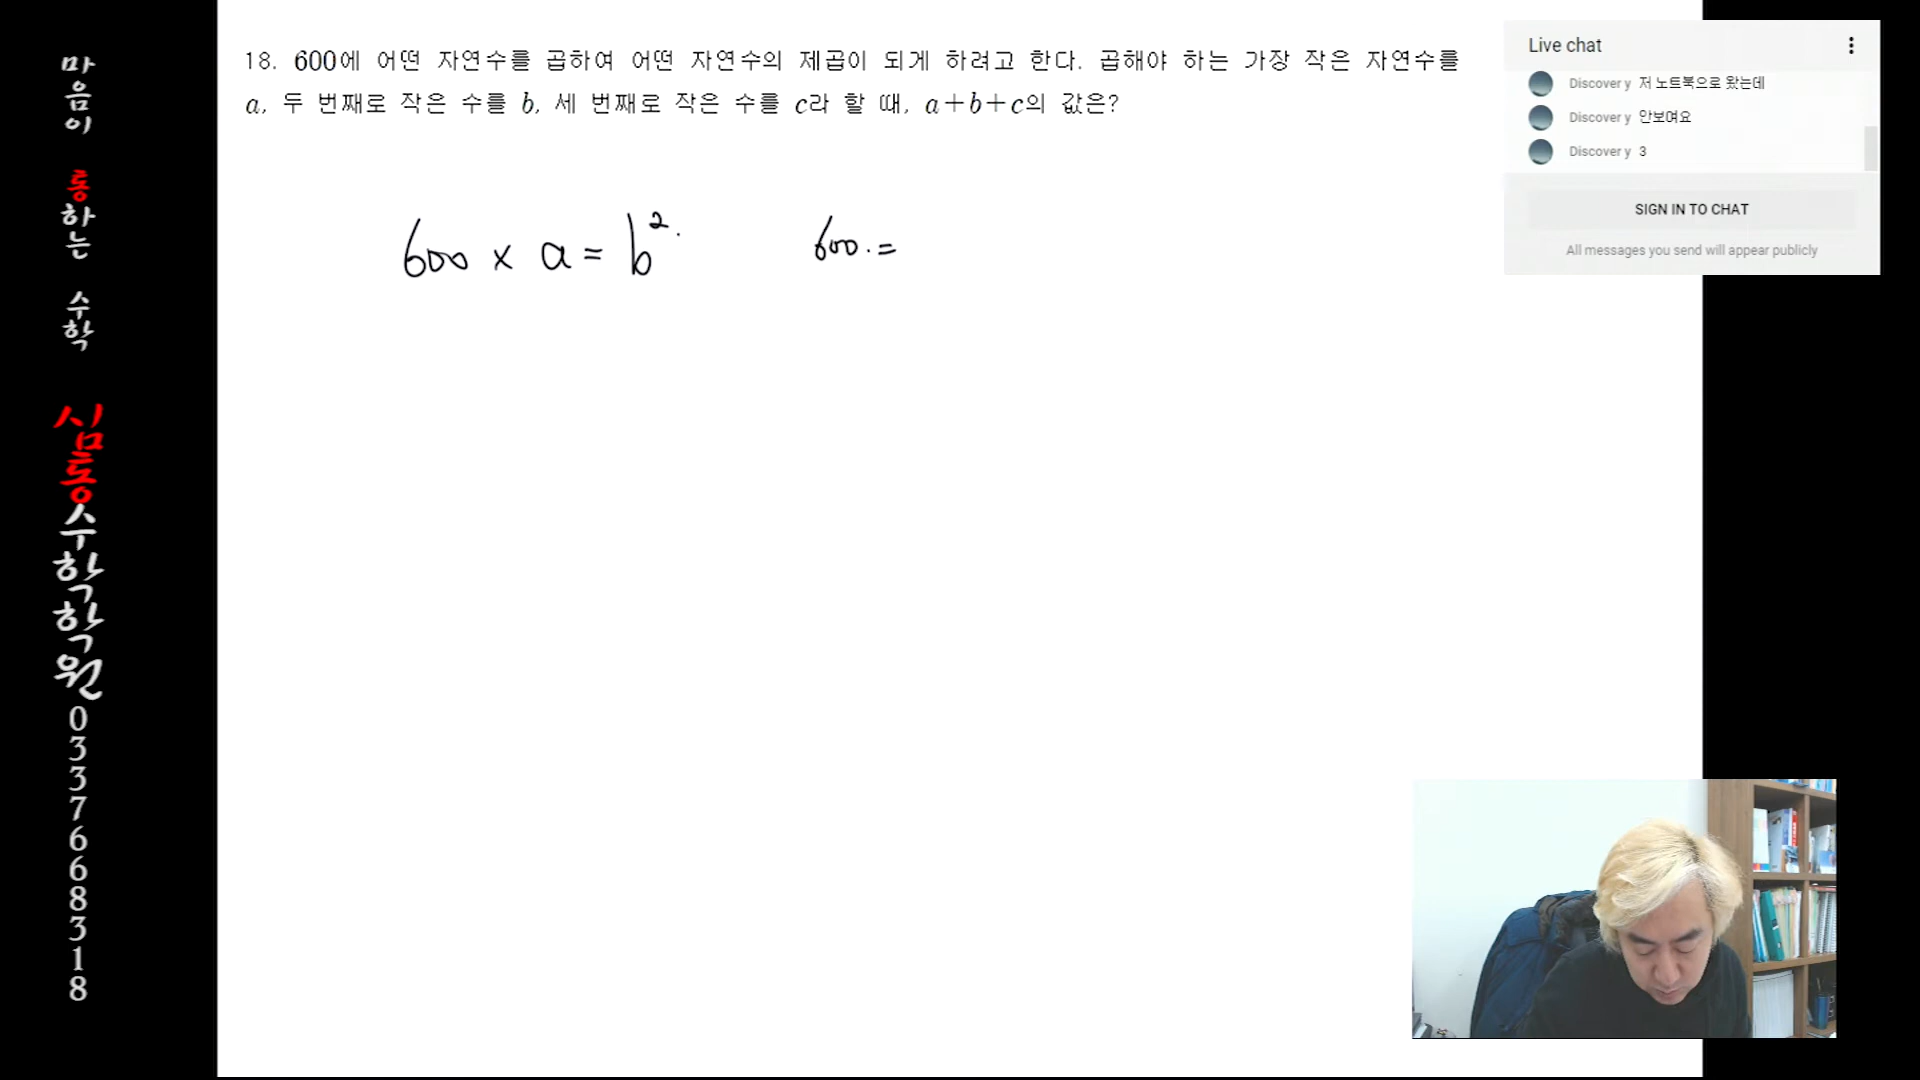 마음이 통하는 수학 심통수학학원 0337668318
18. 600에 어떤 자연수를 곱하여 어떤 자연수의 제곱이 되게 하려고 한다. 곱해야 하는 가장 작은 자연수를
a, 두 번째로 작은 수를 b, 세 번째로 작은 수를 c라 할 때, a+b+c의 값은?
600 × a = b². 600. =
Live chat
Discover y 저 노트북으로 왔는데
Discover y 안보여요
Discover y 3
SIGN IN TO CHAT
All messages you send will appear publicly